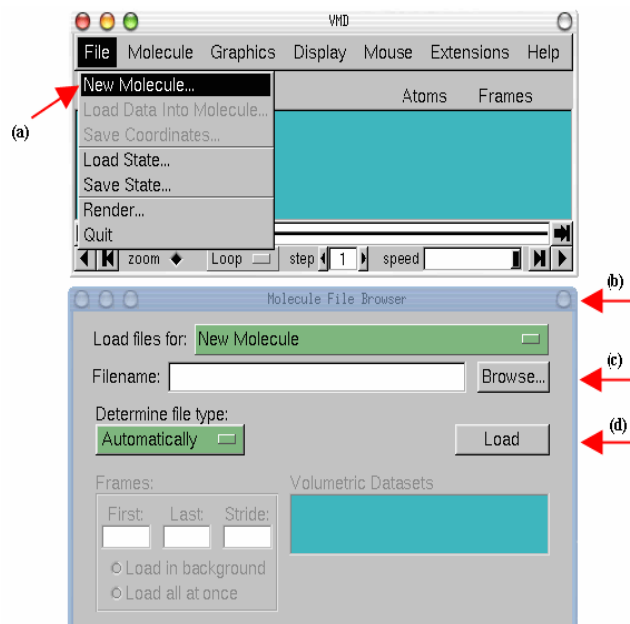 VMD
File Molecule Graphics Display Mouse Extensions Help
New Molecule...
Load Data Into Molecule...
Save Coordinates...
Load State...
Save State...
Render...
Quit
Atoms Frames
(a)
zoom Loop step 1 speed
Molecule File Browser
(b)
Load files for: New Molecule
Filename: Browse...
(c)
Determine file type:
Automatically
Load
(d)
Frames:
First: Last: Stride:
Load in background
Load all at once
Volumetric Datasets